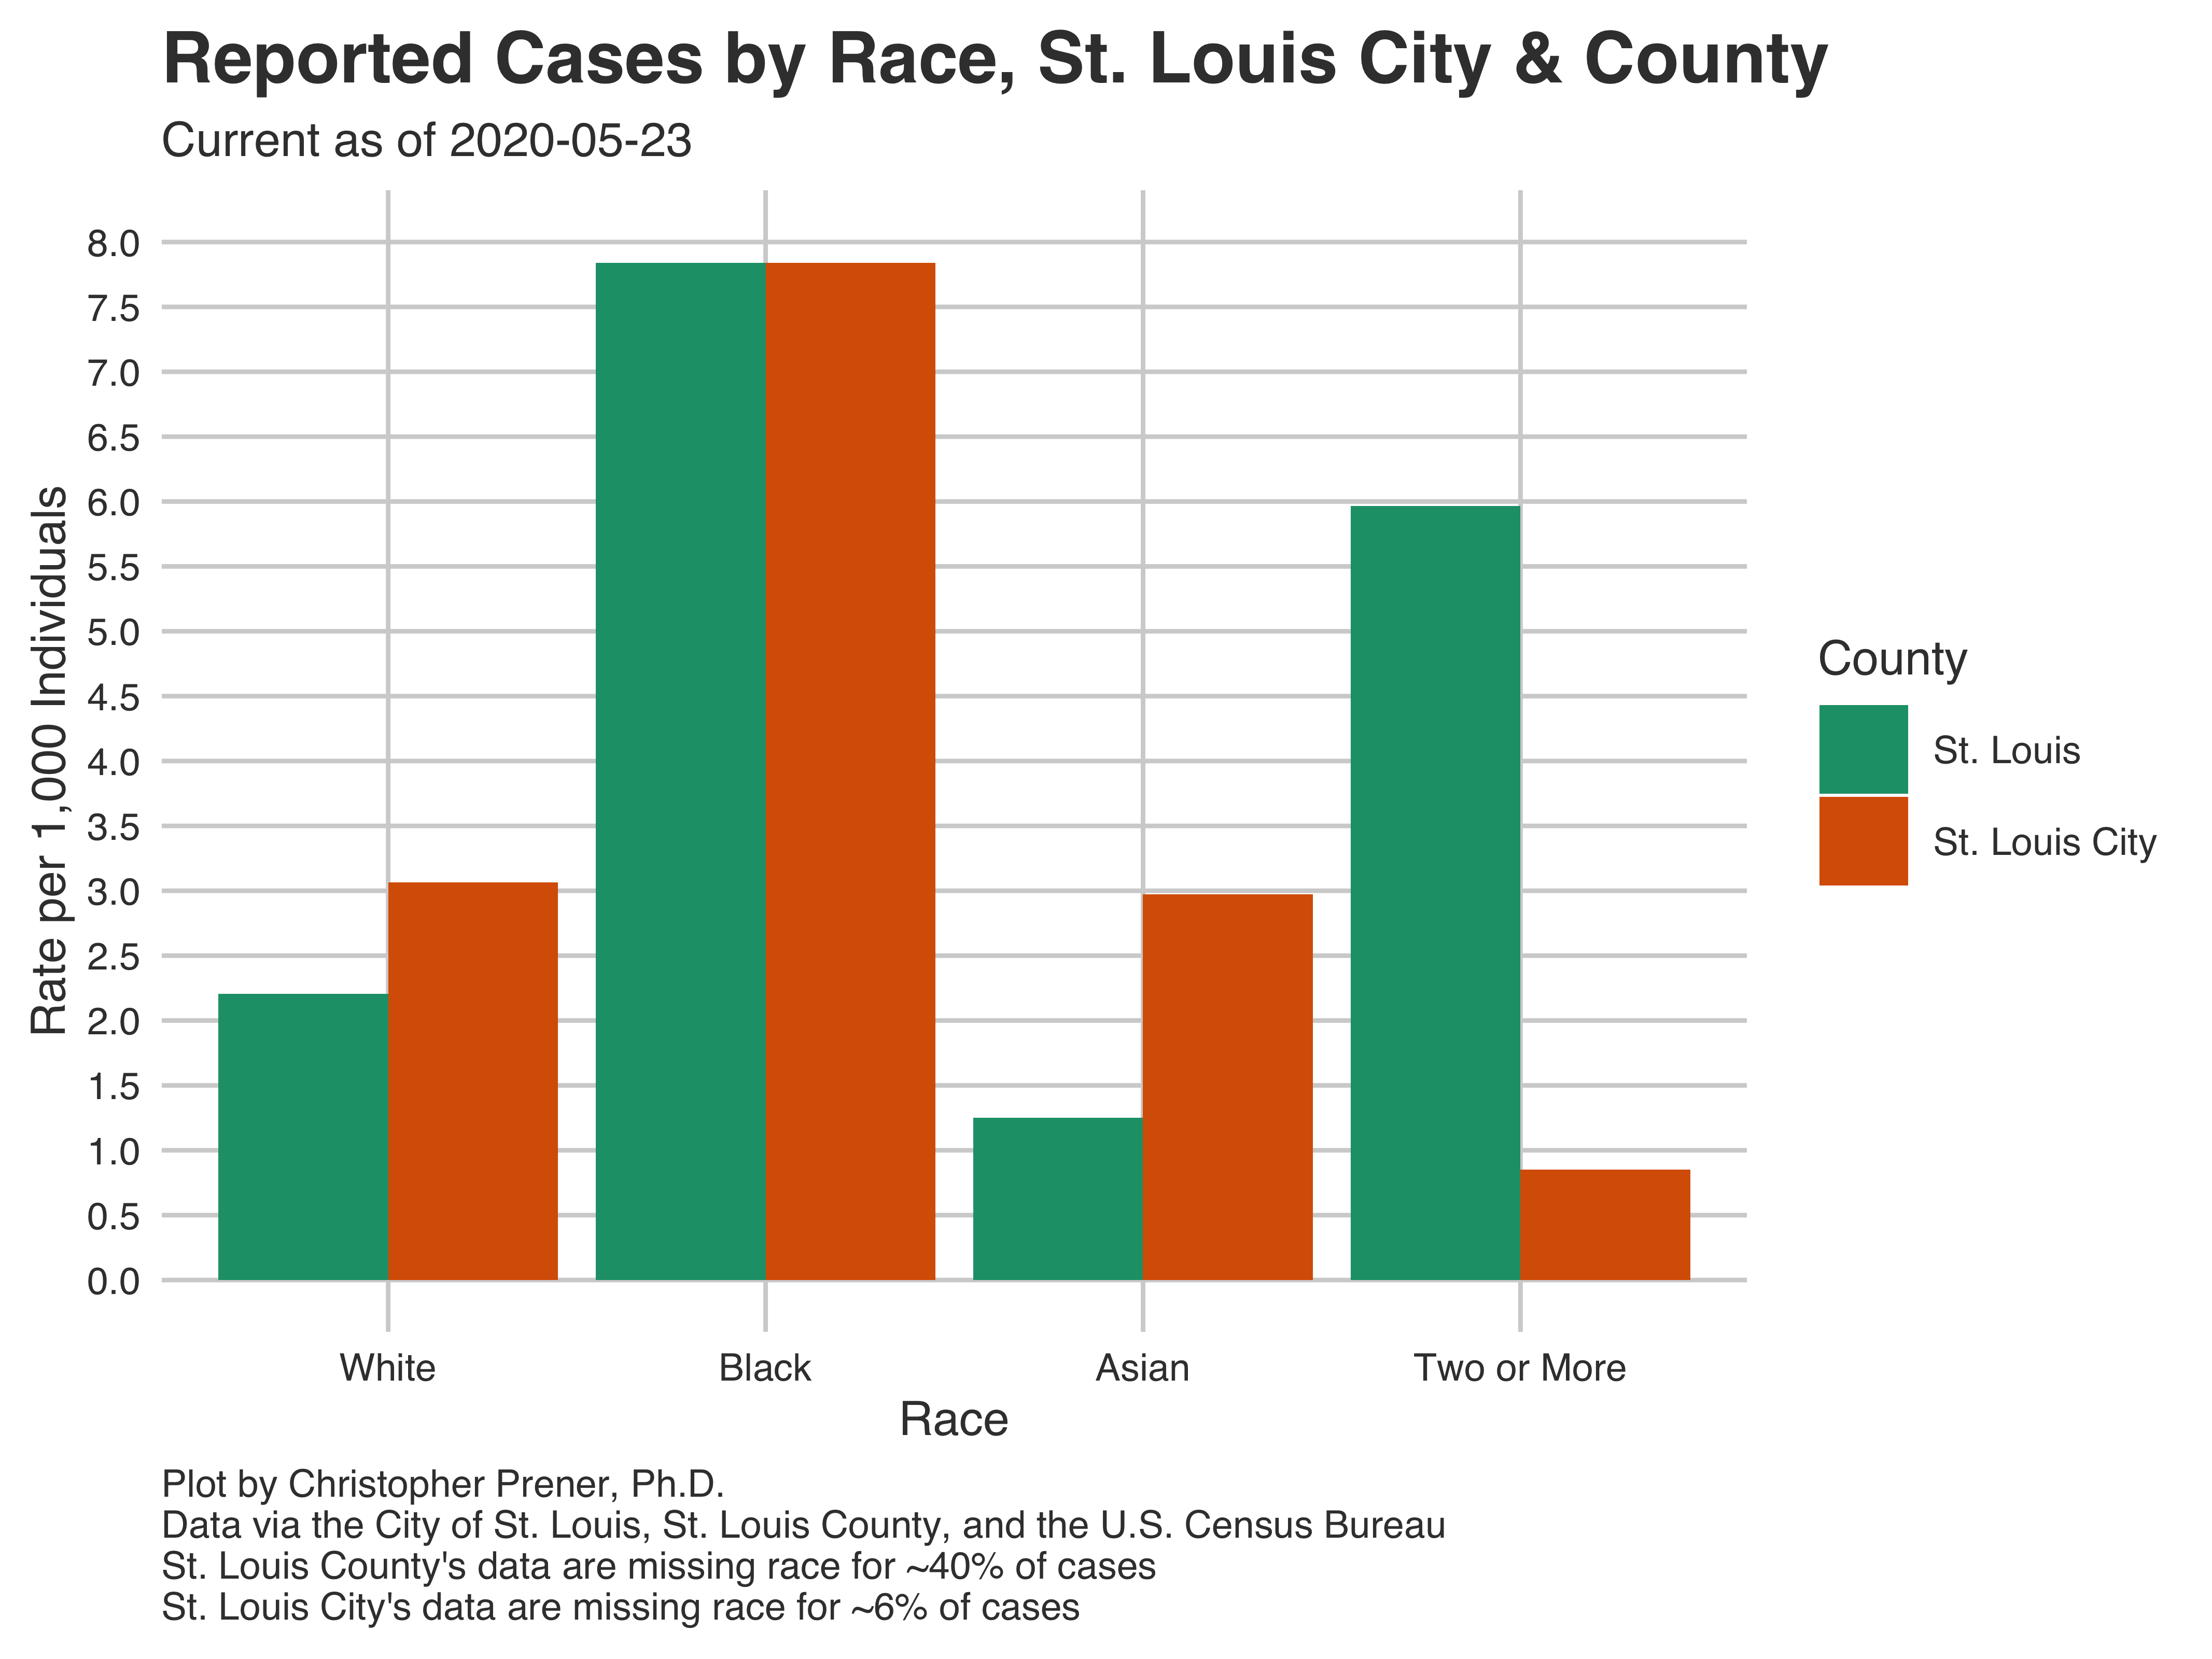 Reported Cases by Race, St. Louis City & County
Current as of 2020-05-23
Rate per 1,000 Individuals
8.0
7.5
7.0
6.5
6.0
5.5
5.0
4.5
4.0
3.5
3.0
2.5
2.0
1.5
1.0
0.5
0.0
White
Black
Asian
Two or More
Race
County
St. Louis
St. Louis City
Plot by Christopher Prener, Ph.D.
Data via the City of St. Louis, St. Louis County, and the U.S. Census Bureau
St. Louis County's data are missing race for ~40% of cases
St. Louis City's data are missing race for ~6% of cases